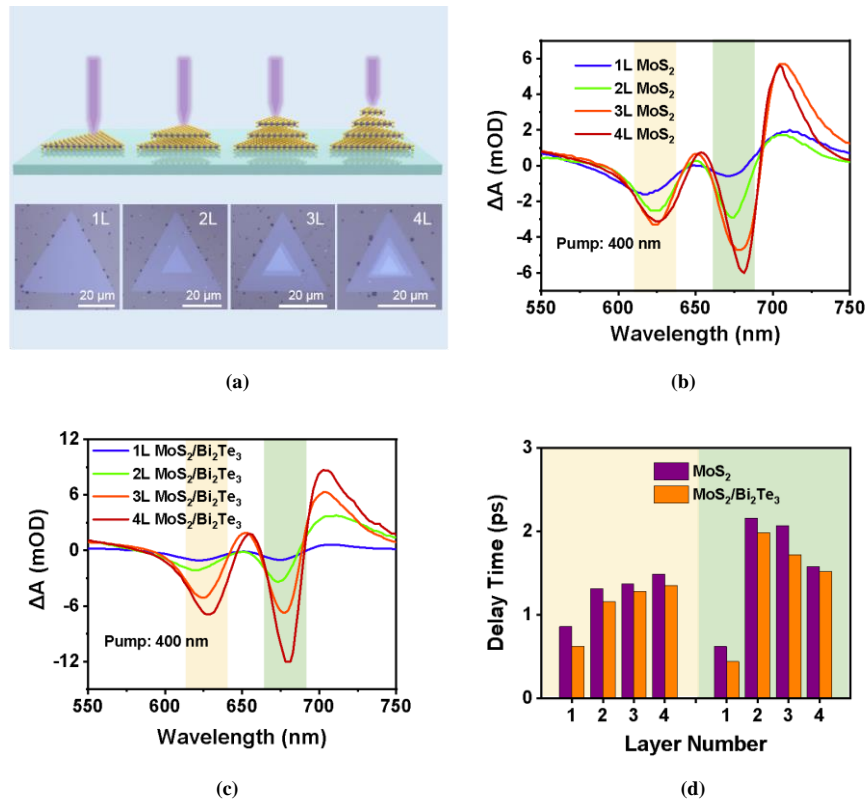 1L
2L
3L
4L
20 μm
20 μm
20 μm
20 μm
(a)
6
4
2
0
-2
-4
-6
ΔA (mOD)
1L MoS₂
2L MoS₂
3L MoS₂
4L MoS₂
Pump: 400 nm
550
600
650
700
750
Wavelength (nm)
(b)
12
6
0
-6
-12
-15
ΔA (mOD)
1L MoS₂/Bi₂Te₃
2L MoS₂/Bi₂Te₃
3L MoS₂/Bi₂Te₃
4L MoS₂/Bi₂Te₃
Pump: 400 nm
550
600
650
700
750
Wavelength (nm)
(c)
3
2
1
0
Delay Time (ps)
MoS₂
MoS₂/Bi₂Te₃
1 2 3 4 1 2 3 4
Layer Number
(d)